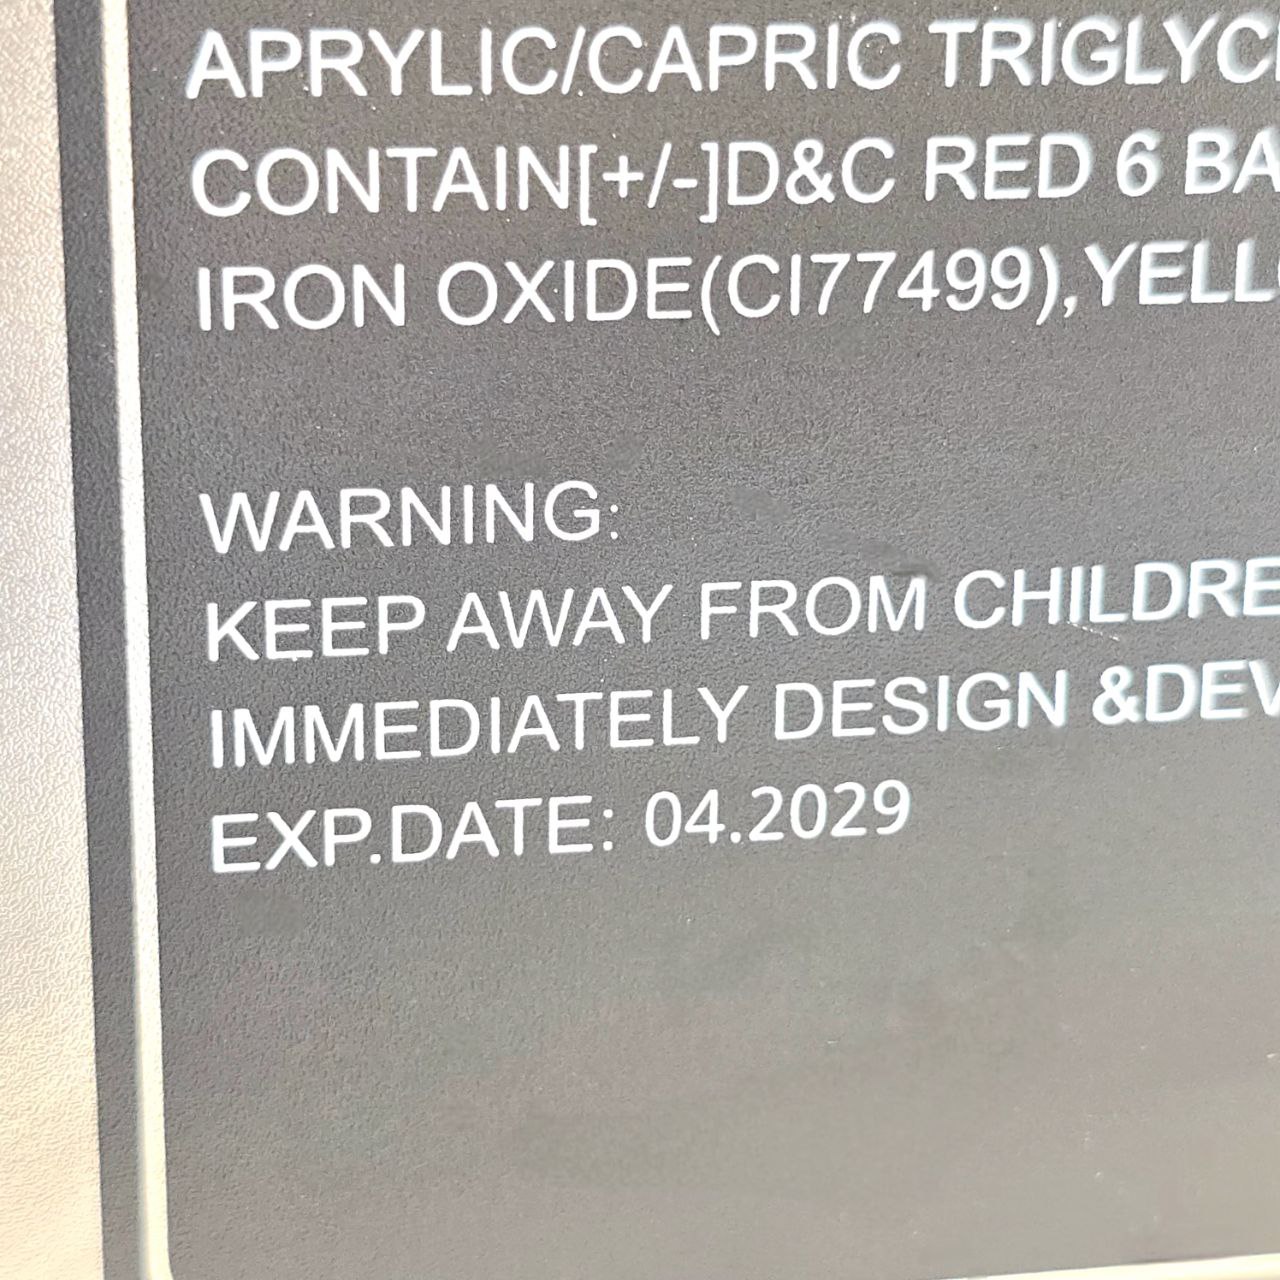 APRYLIC/CAPRIC TRIGLYC
CONTAIN[+/-]D&C RED 6 BA
IRON OXIDE(CI77499),YELL
WARNING:
KEEP AWAY FROM CHILDRE
IMMEDIATELY DESIGN &DEV
EXP.DATE: 04.2029